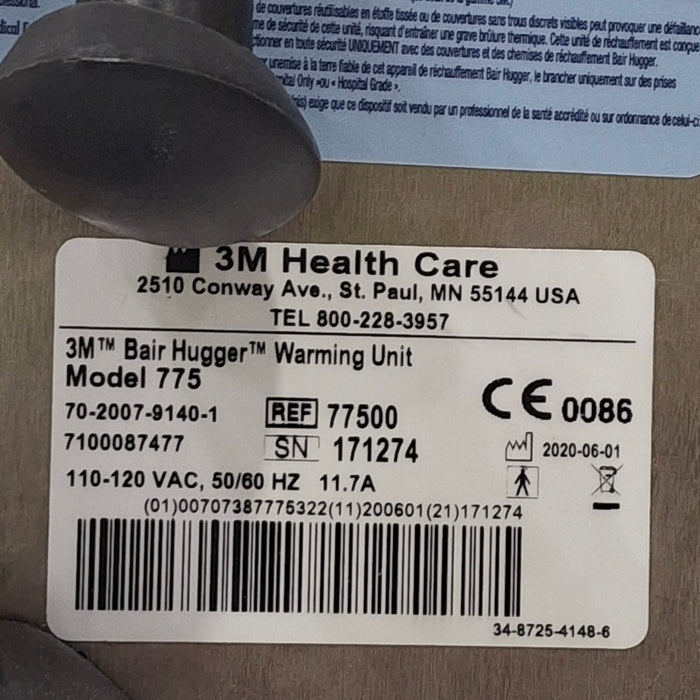 de couvertures réutilisables en étoffe tissée ou de couvertures sans trous discrets visibles peut provoquer une défaillance
me de sécurité de cette unité, risquant d'entraîner une grave brûlure thermique. Cette unité de réchauffement est conçue
ctionner en toute sécurité UNIQUEMENT avec des couvertures et des chemises de réchauffement Bair Hugger.
unemise à la terre fiable de cet appareil de réchauffement Bair Hugger, le brancher uniquement sur des prises
pital Only »ou « Hospital Grade ».
exige que ce dispositif soit vendu par un professionnel de la santé accrédité ou sur ordonnance de celui-ci
3M Health Care
2510 Conway Ave., St. Paul, MN 55144 USA
TEL 800-228-3957
3M™ Bair Hugger™ Warming Unit
Model 775
70-2007-9140-1 REF 77500 CE 0086
7100087477 SN 171274 2020-06-01
110-120 VAC, 50/60 HZ 11.7A
(01)00707387775322(11)200601(21)171274
34-8725-4148-6